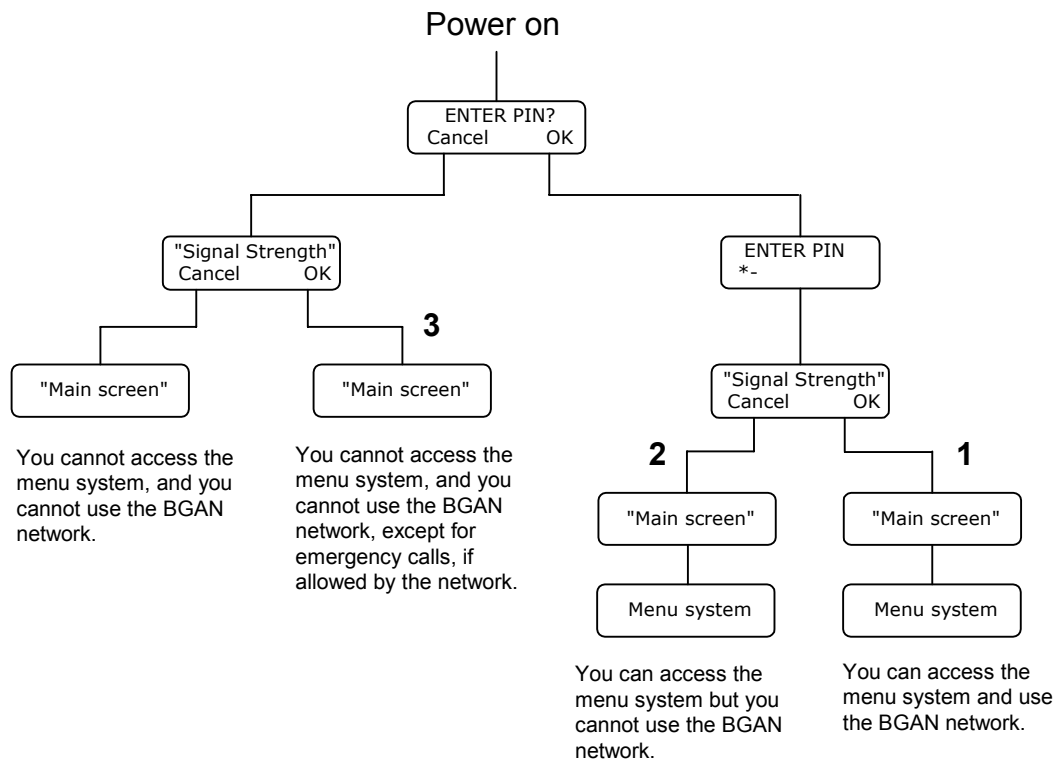 Power on
ENTER PIN?
Cancel OK
"Signal Strength"
Cancel OK
ENTER PIN
*-
3
"Main screen"
"Main screen"
"Signal Strength"
Cancel OK
You cannot access the
menu system, and you
cannot use the BGAN
network.
You cannot access the
menu system, and you
cannot use the BGAN
network, except for
emergency calls, if
allowed by the network.
2
1
"Main screen"
"Main screen"
Menu system
Menu system
You can access the
menu system but you
cannot use the BGAN
network.
You can access the
menu system and use
the BGAN network.